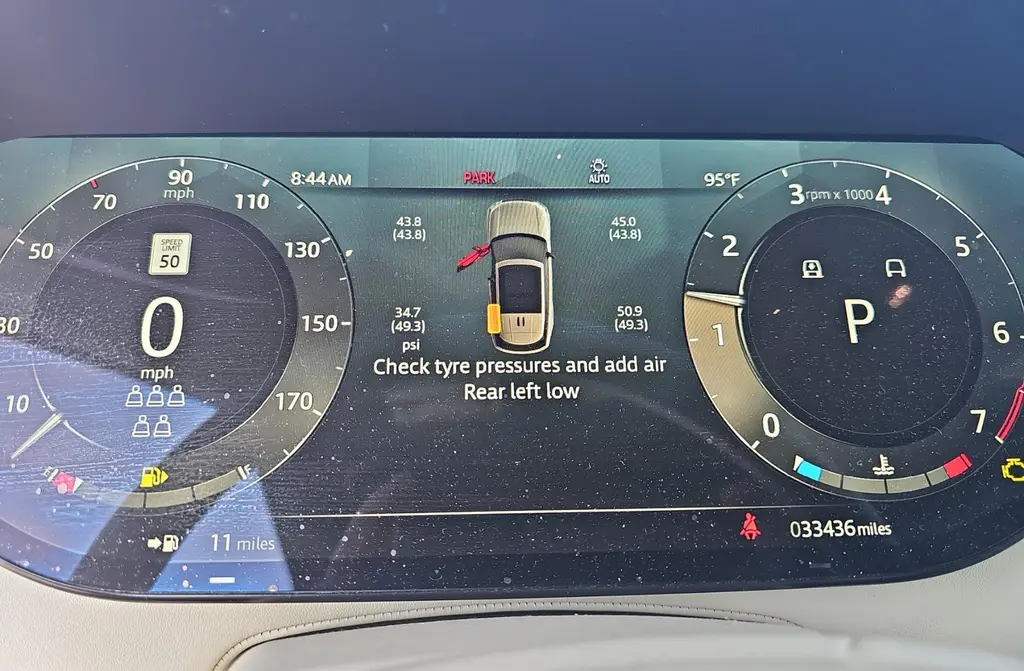 8:44 AM
PARK
AUTO
95°F
10
30
50
70
90
mph
110
130
150
170
SPEED
LIMIT
50
0
mph
E
F
11 miles
43.8
(43.8)
45.0
(43.8)
34.7
(49.3)
psi
50.9
(49.3)
Check tyre pressures and add air
Rear left low
0
1
2
3
rpm x 1000
4
5
6
7
P
033436 miles